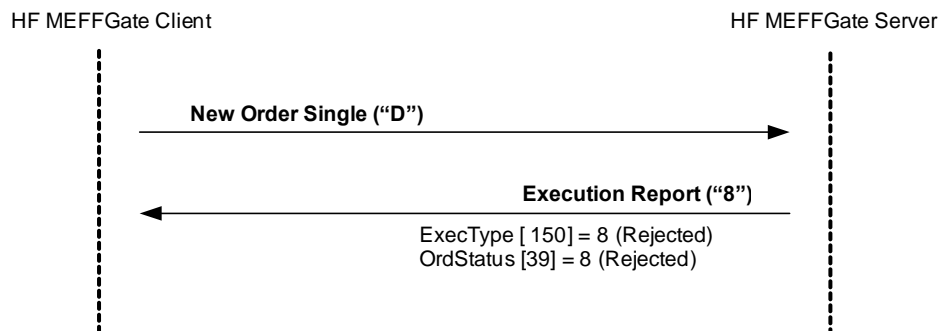 HF MEFFGate Client
HF MEFFGate Server
New Order Single (“D”)
Execution Report (“8”)
ExecType [ 150] = 8 (Rejected)
OrdStatus [39] = 8 (Rejected)